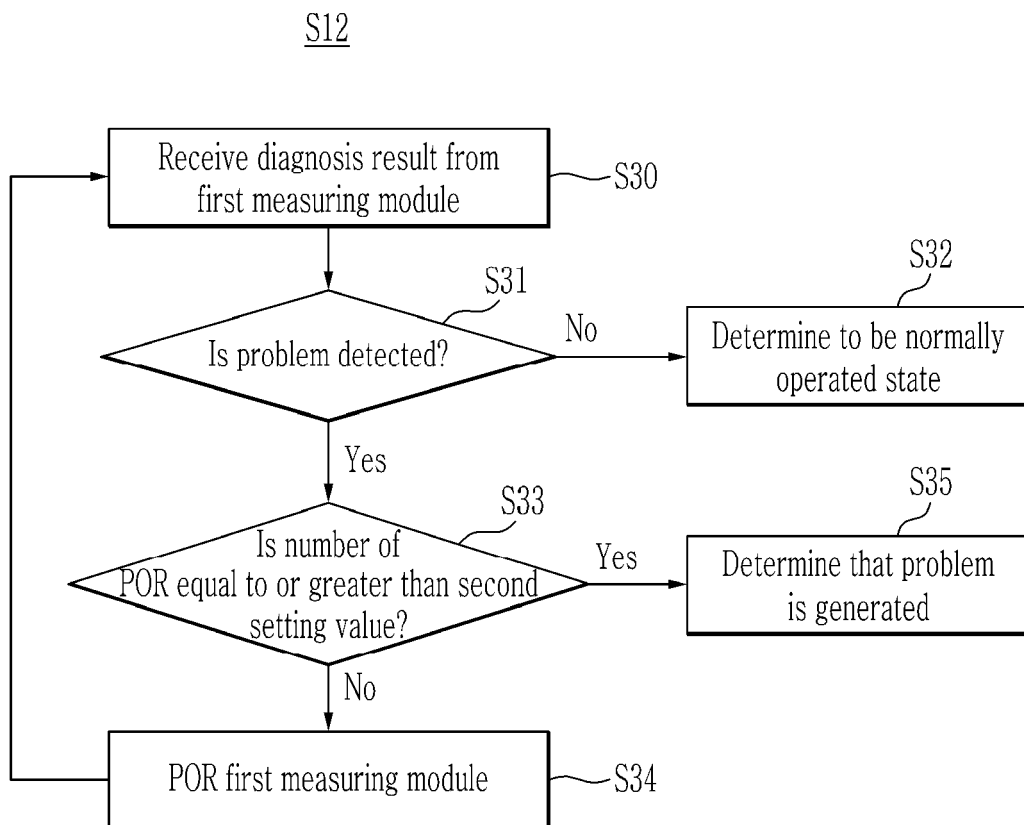 S12
Receive diagnosis result from
first measuring module
S30
S31
Is problem detected?
No
S32
Determine to be normally
operated state
Yes
S33
Is number of
POR equal to or greater than second
setting value?
Yes
S35
Determine that problem
is generated
No
POR first measuring module
S34